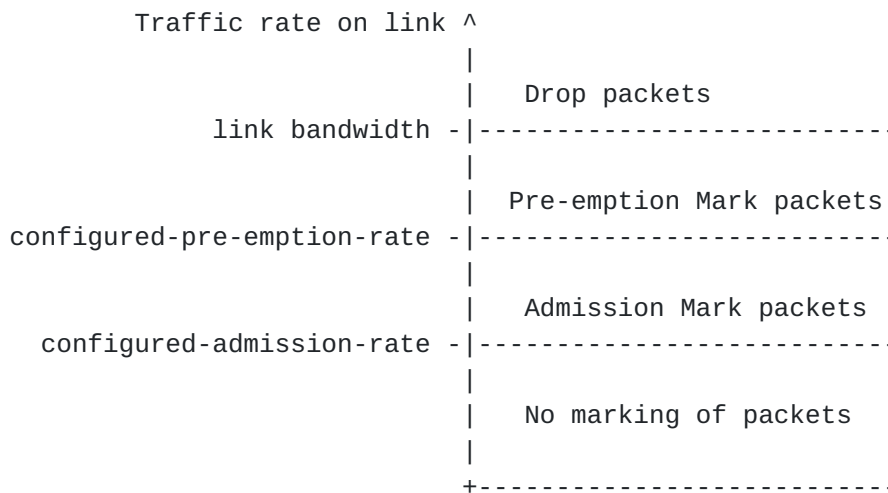 Traffic rate on link ^
|
| Drop packets
link bandwidth -|---------------------------
|
| Pre-emption Mark packets
configured-pre-emption-rate -|---------------------------
|
| Admission Mark packets
configured-admission-rate -|---------------------------
|
| No marking of packets
|
+---------------------------